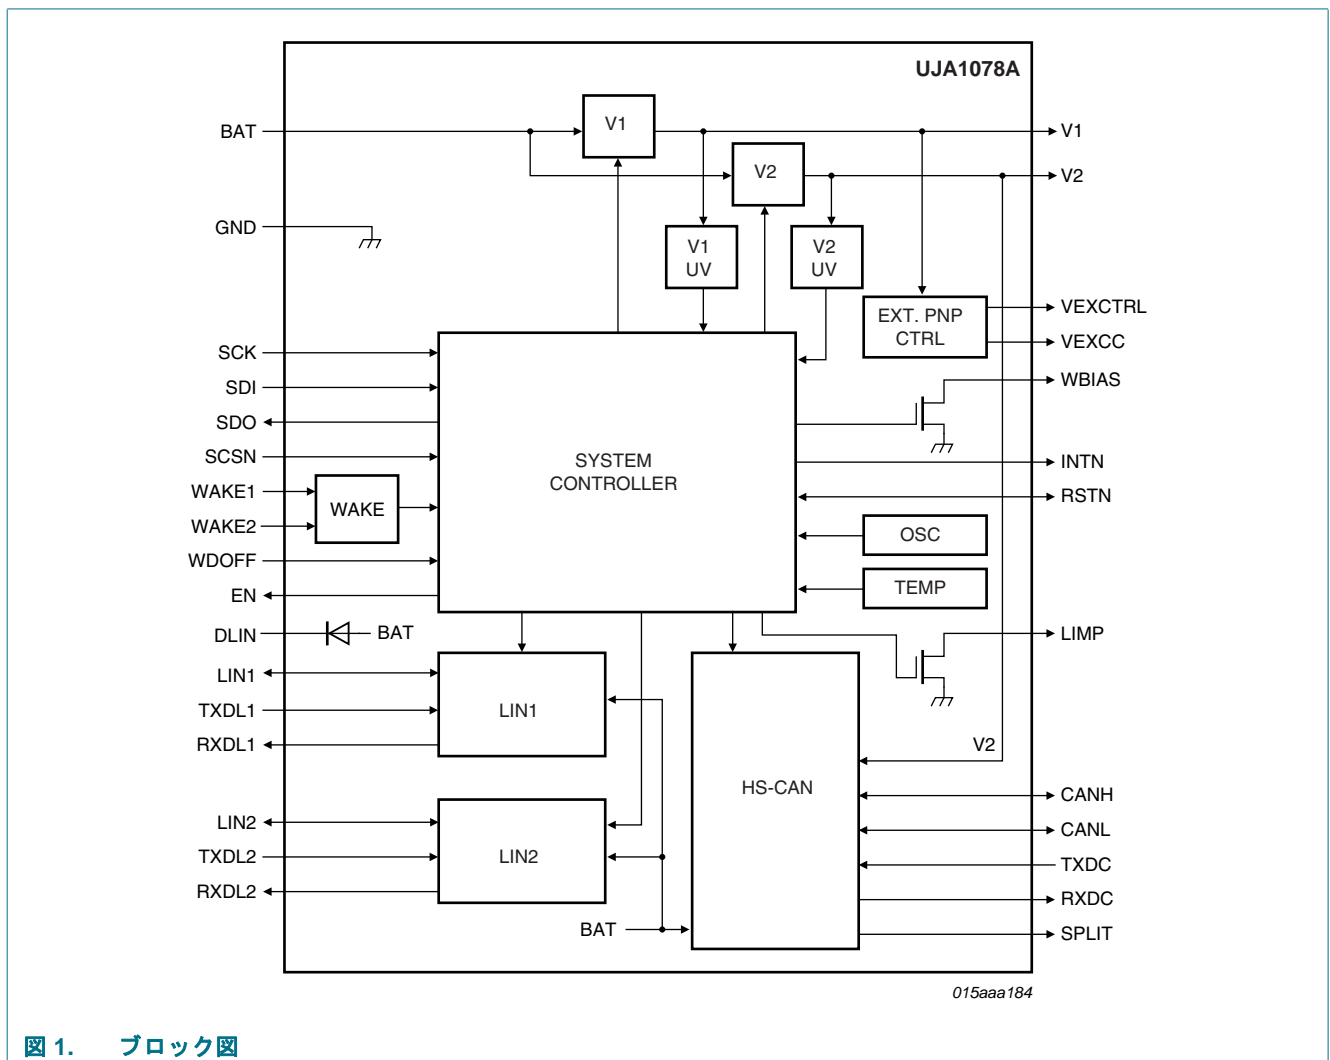 UJA1078A
BAT
V1
V1
V2
V2
GND
V1
UV
V2
UV
EXT. PNP
CTRL
VEXCTRL
VEXCC
WBIAS
SCK
SDI
SDO
SCSN
WAKE1
WAKE2
WAKE
WDOFF
EN
SYSTEM
CONTROLLER
INTN
RSTN
OSC
TEMP
DLIN
BAT
LIMP
LIN1
TXDL1
RXDL1
LIN1
V2
HS-CAN
LIN2
TXDL2
RXDL2
LIN2
BAT
CANH
CANL
TXDC
RXDC
SPLIT
015aaa184
図 1. ブロック図